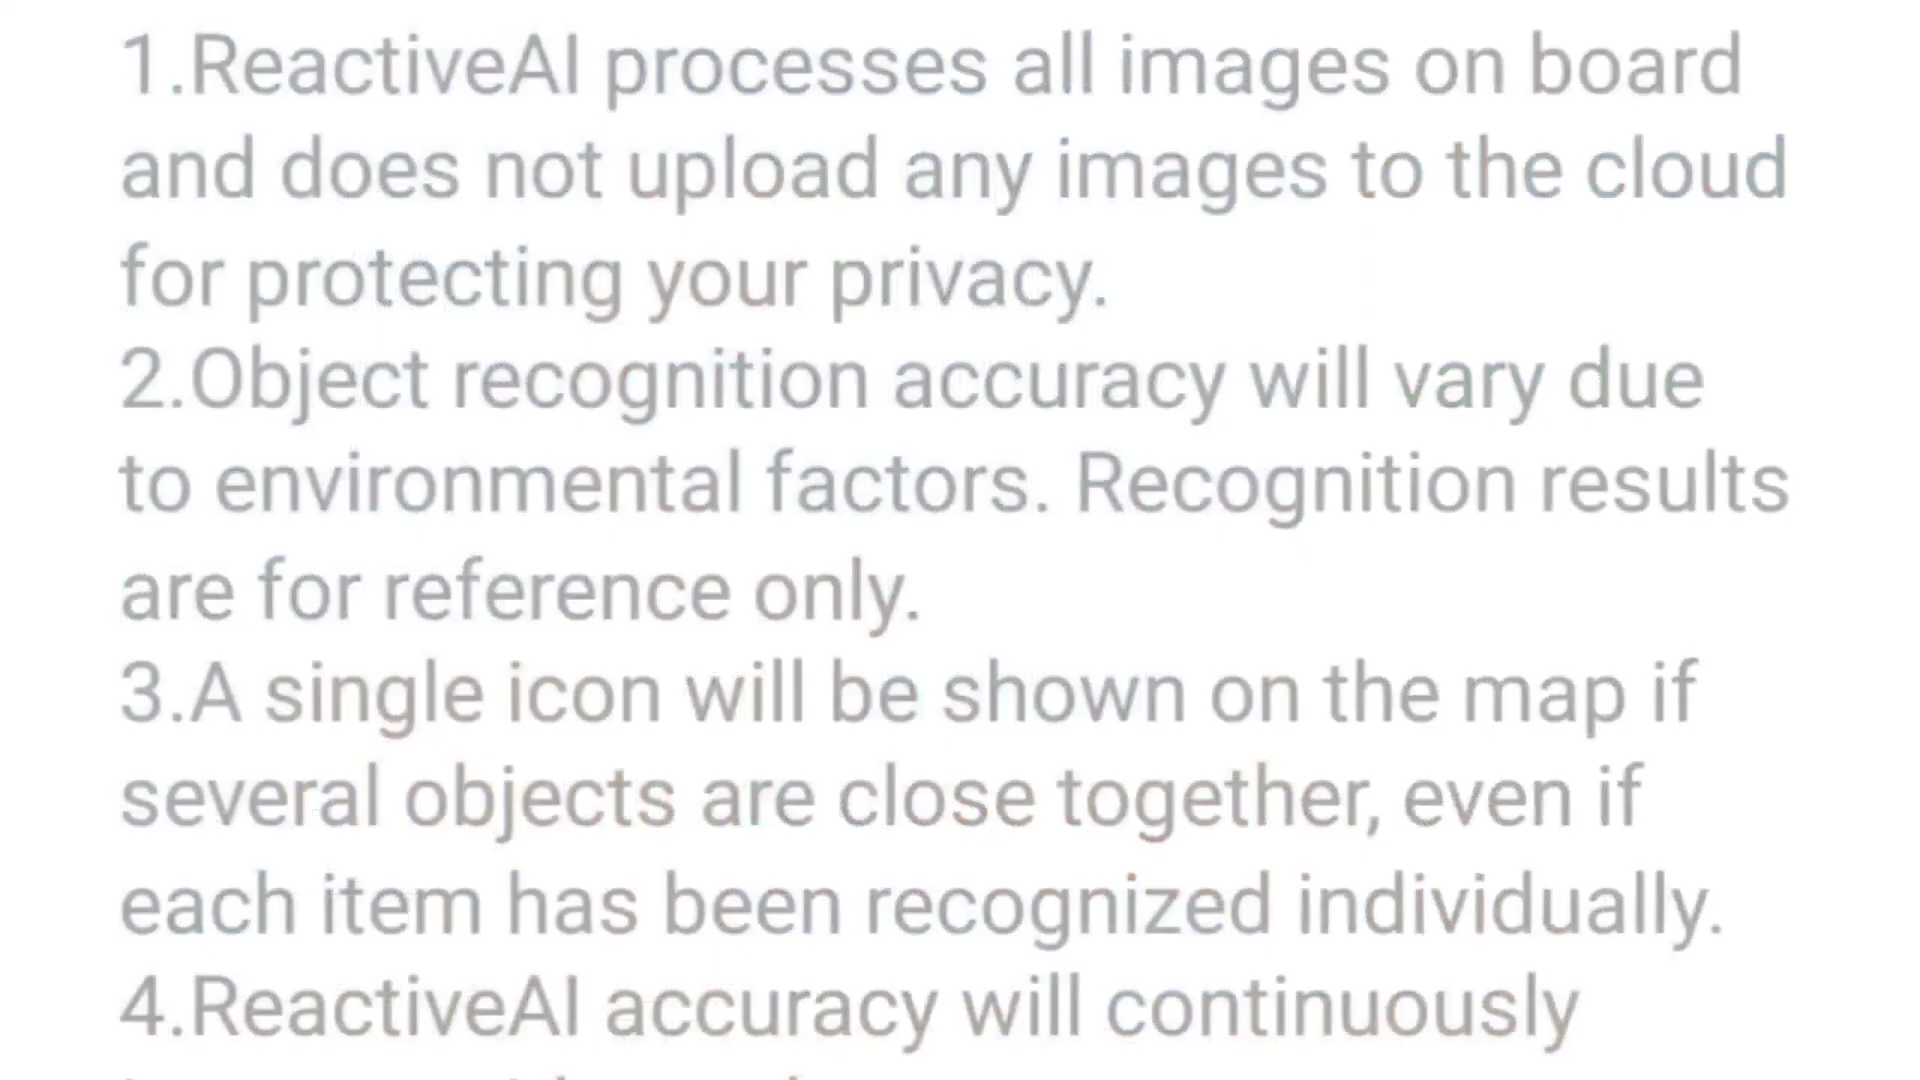 1.ReactiveAI processes all images on board
and does not upload any images to the cloud
for protecting your privacy.
2.Object recognition accuracy will vary due
to environmental factors. Recognition results
are for reference only.
3.A single icon will be shown on the map if
several objects are close together, even if
each item has been recognized individually.
4.ReactiveAI accuracy will continuously